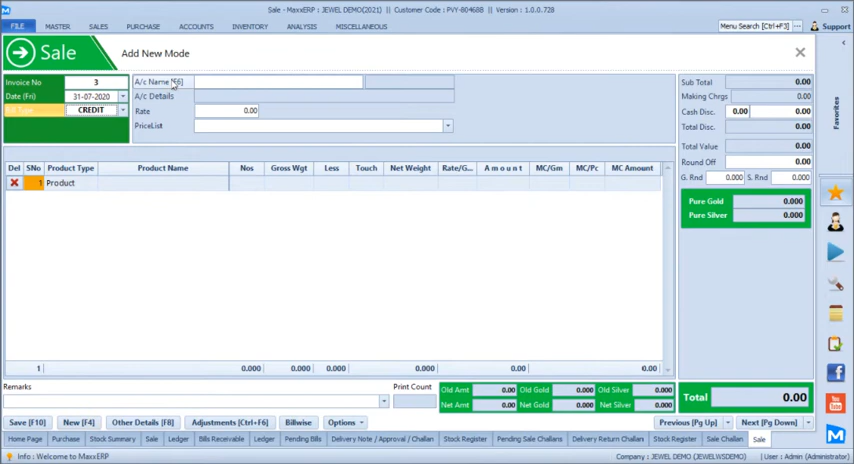 Sale - MaxxERP : JEWEL DEMO(2021) || Customer Code : PVY-80468B || Version : 1.0.0.728
FILE MASTER SALES PURCHASE ACCOUNTS INVENTORY ANALYSIS MISCELLANEOUS Menu Search [Ctrl+F3] Support
Sale Add New Mode
Invoice No 3 A/c Name [F6] Sub Total 0.00
Date (Fri) 31-07-2020 A/c Details Making Chrgs 0.00
CREDIT Rate 0.00 Cash Disc. 0.00 0.00
PriceList Total Disc. 0.00
Total Value 0.00
Round Off 0.00
G. Rnd 0.000 S. Rnd 0.000
Favorites
Del SNo Product Type Product Name Nos Gross Wgt Less Touch Net Weight Rate/G... A m o u n t MC/Gm MC/Pc MC Amount
1 Product
Pure Gold 0.000
Pure Silver 0.000
1 0.000 0.000 0.000 0.000 0.00 0.00
Remarks Print Count
Old Amt 0.00 Old Gold 0.000 Old Silver 0.000
Net Amt 0.00 Net Gold 0.000 Net Silver 0.000
Total 0.00
Save [F10] New [F4] Other Details [F8] Adjustments [Ctrl+F6] Billwise Options Previous [Pg Up] Next [Pg Down]
Home Page Purchase Stock Summary Sale Ledger Bills Receivable Ledger Pending Bills Delivery Note / Approval / Challan Stock Register Pending Sale Challans Delivery Return Challan Stock Register Sale Challan Sale
Info : Welcome to MaxxERP Company : JEWEL DEMO (JEWELWSDEMO) User : Admin (Administrator)